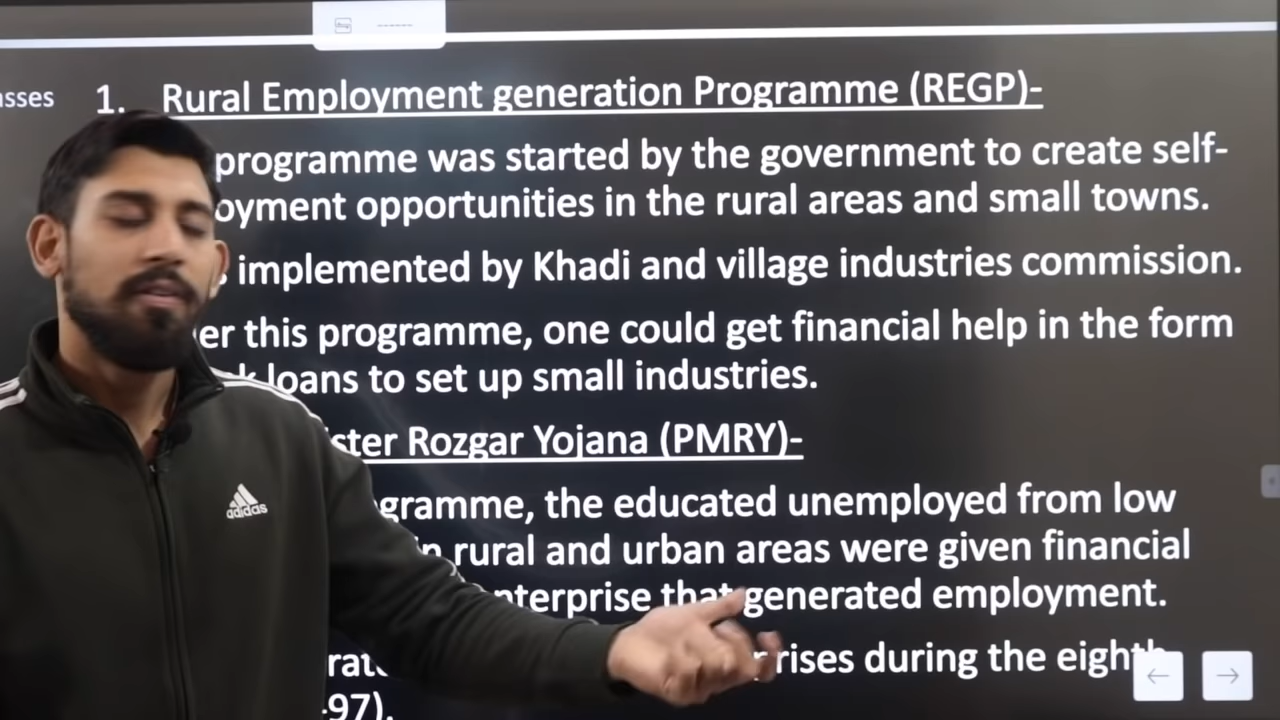 asses
1. Rural Employment generation Programme (REGP)-
programme was started by the government to create self-
oyment opportunities in the rural areas and small towns.
implemented by Khadi and village industries commission.
er this programme, one could get financial help in the form
k loans to set up small industries.
ister Rozgar Yojana (PMRY)-
gramme, the educated unemployed from low
in rural and urban areas were given financial
nterprise that generated employment.
rises during the eighth
-97).
adidas